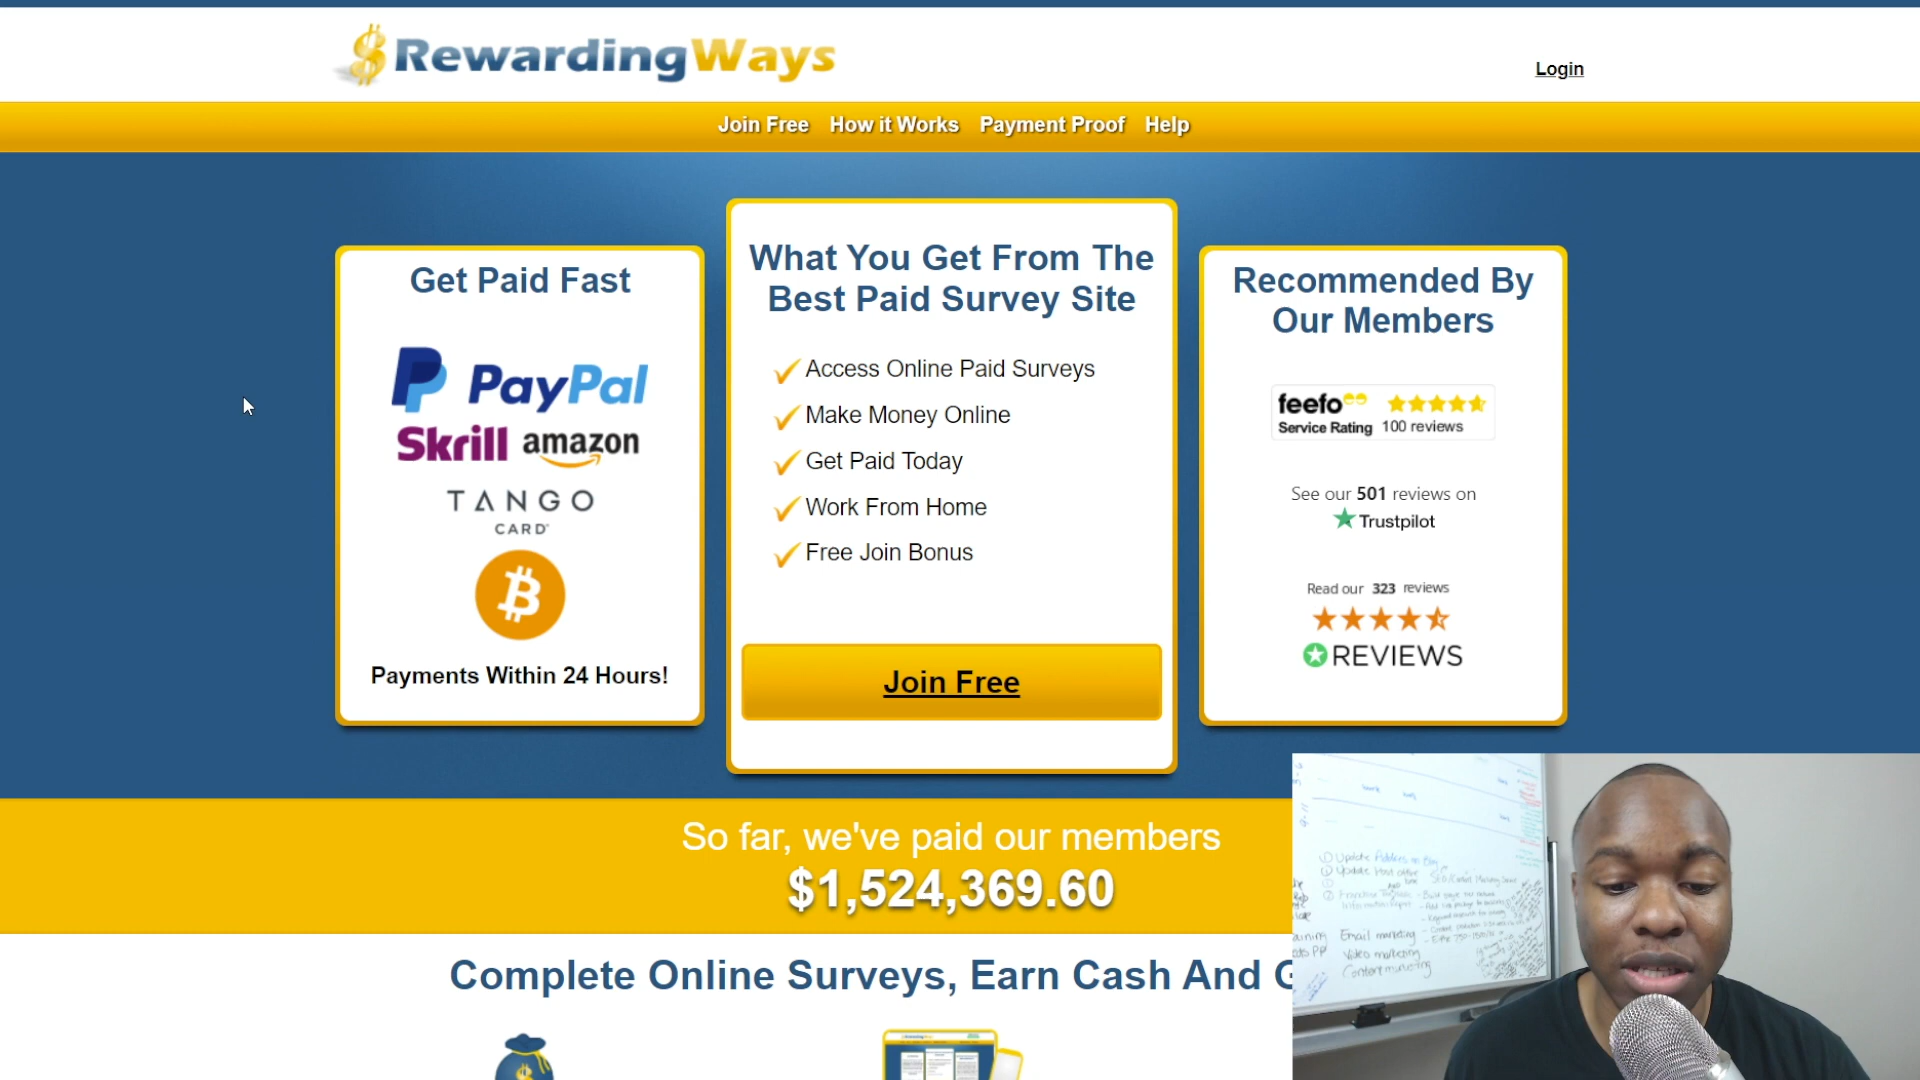 RewardingWays
Login
Join Free How it Works Payment Proof Help
Get Paid Fast
PayPal
Skrill amazon
TANGO
CARD
Payments Within 24 Hours!
What You Get From The
Best Paid Survey Site
Access Online Paid Surveys
Make Money Online
Get Paid Today
Work From Home
Free Join Bonus
Join Free
Recommended By
Our Members
feefo
Service Rating 100 reviews
See our 501 reviews on
Trustpilot
Read our 323 reviews
REVIEWS
So far, we've paid our members
$1,524,369.60
Complete Online Surveys, Earn Cash And
Email marketing
Video marketing
Content marketing